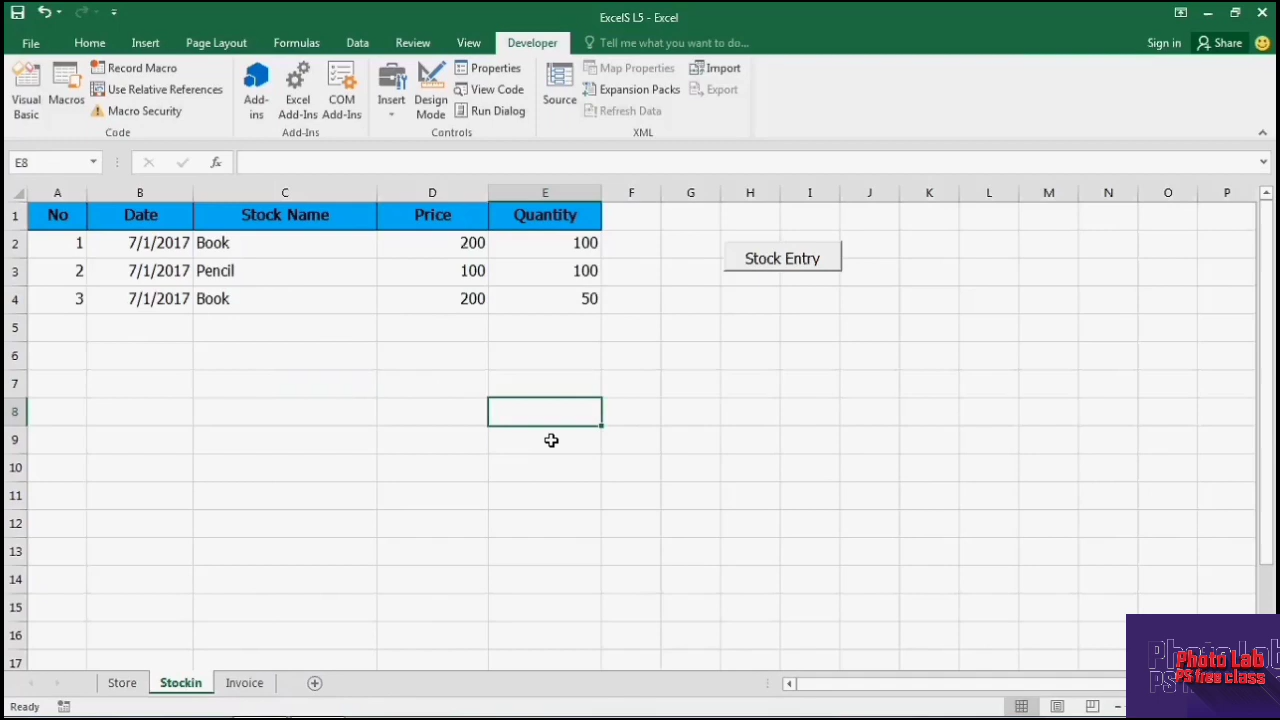 ExcelS L5 - Excel
File Home Insert Page Layout Formulas Data Review View Developer Tell me what you want to do... Sign in Share
Visual Basic
Macros
Record Macro
Use Relative References
Macro Security
Code
Add-ins
Excel Add-Ins
COM Add-Ins
Add-Ins
Insert
Design Mode
Properties
View Code
Run Dialog
Controls
Source
Map Properties
Expansion Packs
Refresh Data
Import
Export
XML
E8 fx
A B C D E F G H I J K L M N O P
1 No Date Stock Name Price Quantity
2 1 7/1/2017 Book 200 100
Stock Entry
3 2 7/1/2017 Pencil 100 100
4 3 7/1/2017 Book 200 50
5
6
7
8
9
10
11
12
13
14
15
16
17
Store Stockin Invoice
Ready
Photo Lab
PS free class